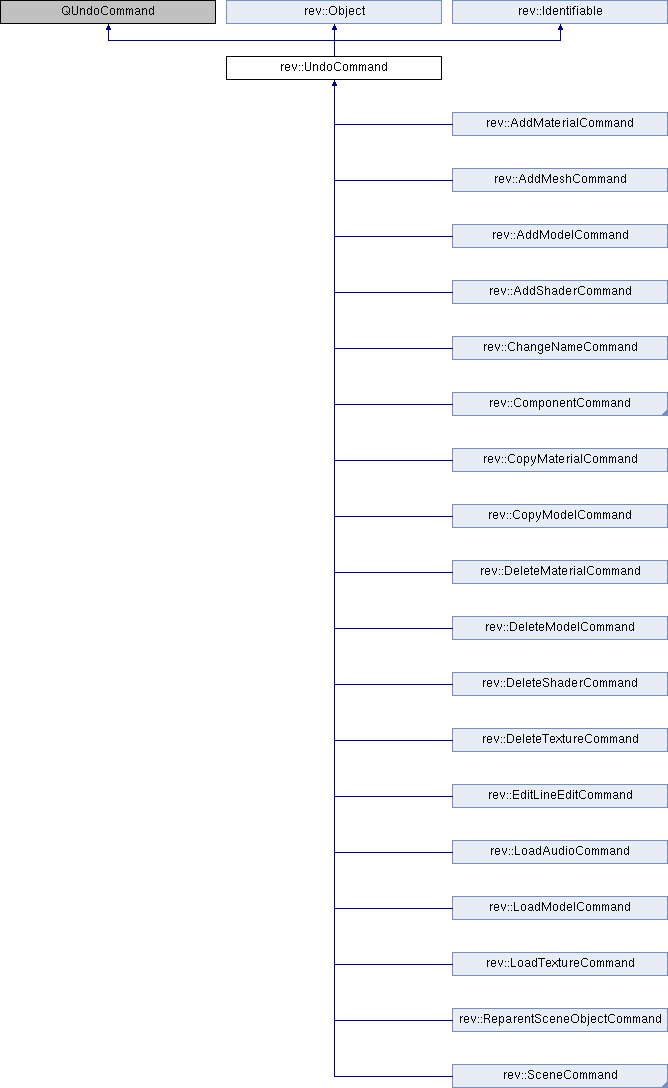 QUndoCommand
rev::Object
rev::Identifiable
rev::UndoCommand
rev::AddMaterialCommand
rev::AddMeshCommand
rev::AddModelCommand
rev::AddShaderCommand
rev::ChangeNameCommand
rev::ComponentCommand
rev::CopyMaterialCommand
rev::CopyModelCommand
rev::DeleteMaterialCommand
rev::DeleteModelCommand
rev::DeleteShaderCommand
rev::DeleteTextureCommand
rev::EditLineEditCommand
rev::LoadAudioCommand
rev::LoadModelCommand
rev::LoadTextureCommand
rev::ReparentSceneObjectCommand
rev::SceneCommand